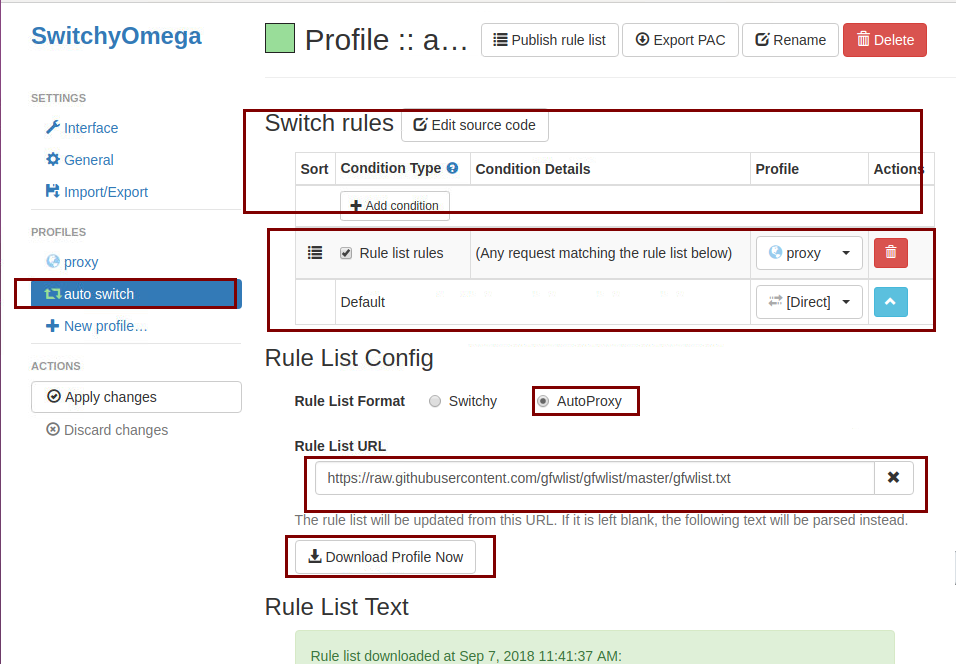 SwitchyOmega
Profile :: a…
Publish rule list
Export PAC
Rename
Delete
SETTINGS
Interface
General
Import/Export
PROFILES
proxy
auto switch
New profile…
ACTIONS
Apply changes
Discard changes
Switch rules
Edit source code
Sort Condition Type Condition Details Profile Actions
Add condition
Rule list rules (Any request matching the rule list below) proxy
Default [Direct]
Rule List Config
Rule List Format Switchy AutoProxy
Rule List URL
https://raw.githubusercontent.com/gfwlist/gfwlist/master/gfwlist.txt
The rule list will be updated from this URL. If it is left blank, the following text will be parsed instead.
Download Profile Now
Rule List Text
Rule list downloaded at Sep 7, 2018 11:41:37 AM: